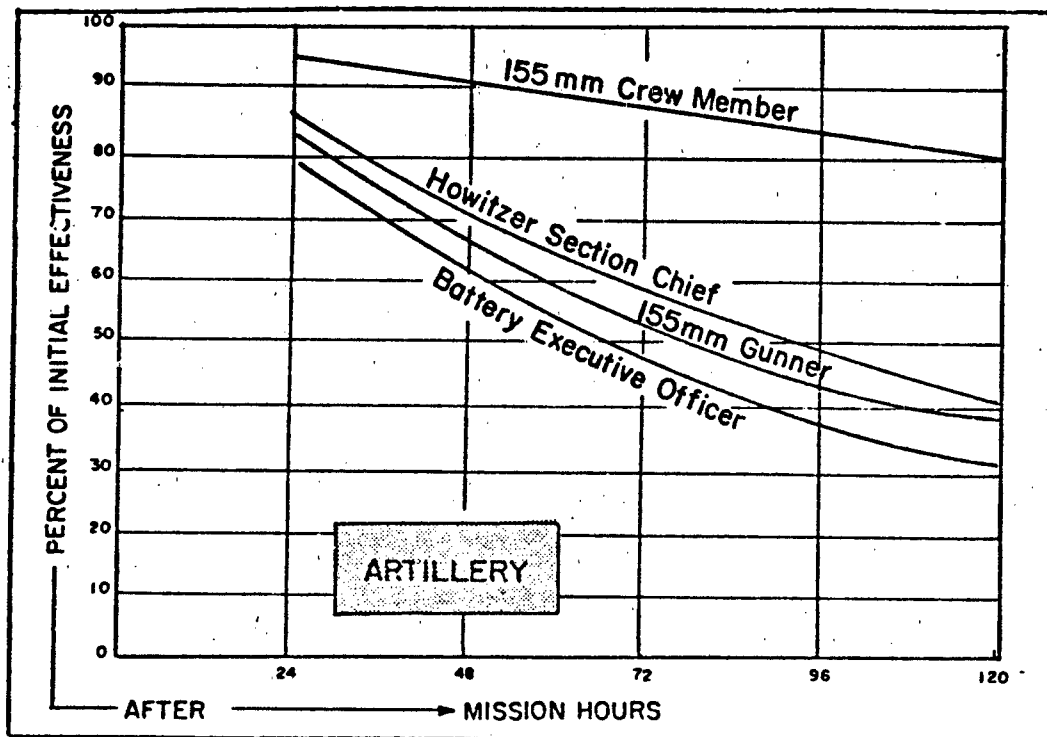 100
90
80
70
60
50
40
30
20
10
0
PERCENT OF INITIAL EFFECTIVENESS
155 mm Crew Member
Howitzer Section Chief
155mm Gunner
Battery Executive Officer
ARTILLERY
24
48
72
96
120
AFTER
MISSION HOURS